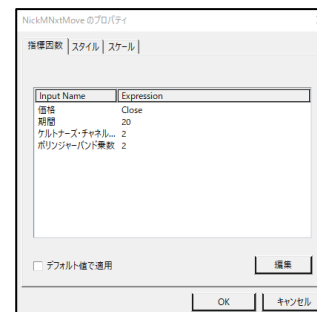 NickMNxtMove のプロパティ
指標因数 スタイル スケール
Input Name Expression
価格 Close
期間 20
ケルトナーズ・チャネル... 2
ボリンジャーバンド乗数 2
デフォルト値で適用
編集
OK キャンセル